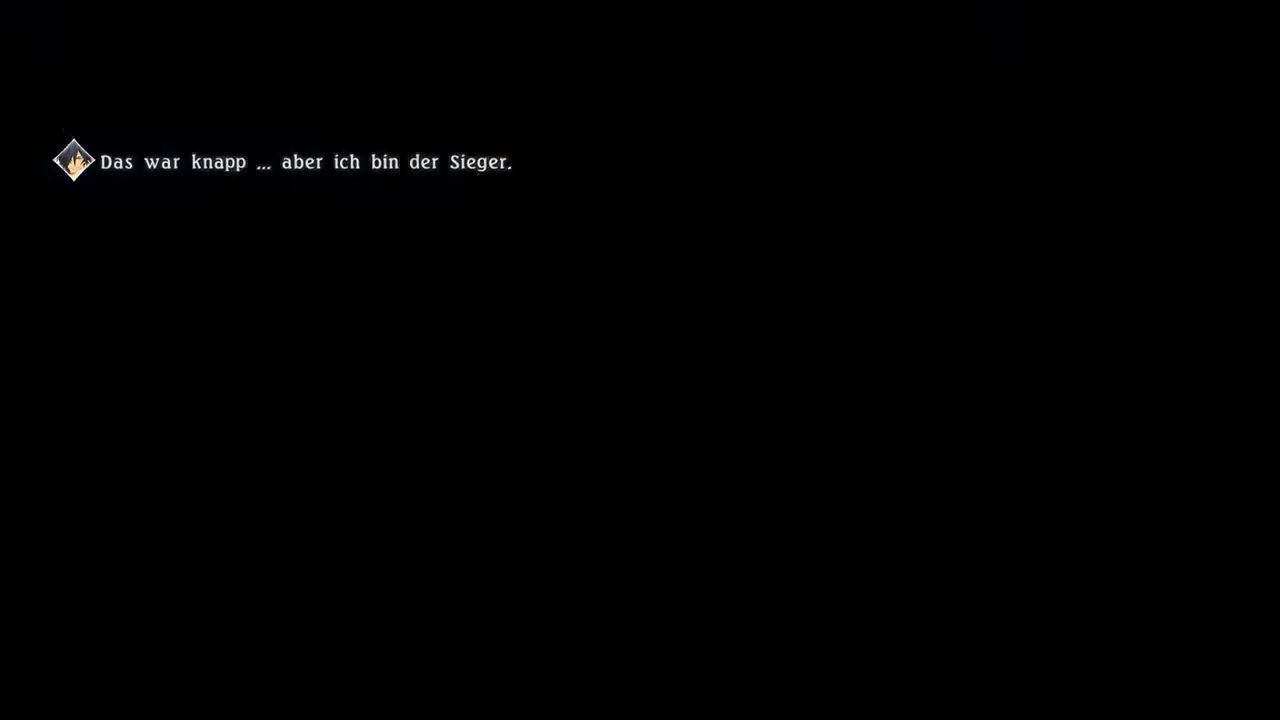 Das war knapp ... aber ich bin der Sieger.